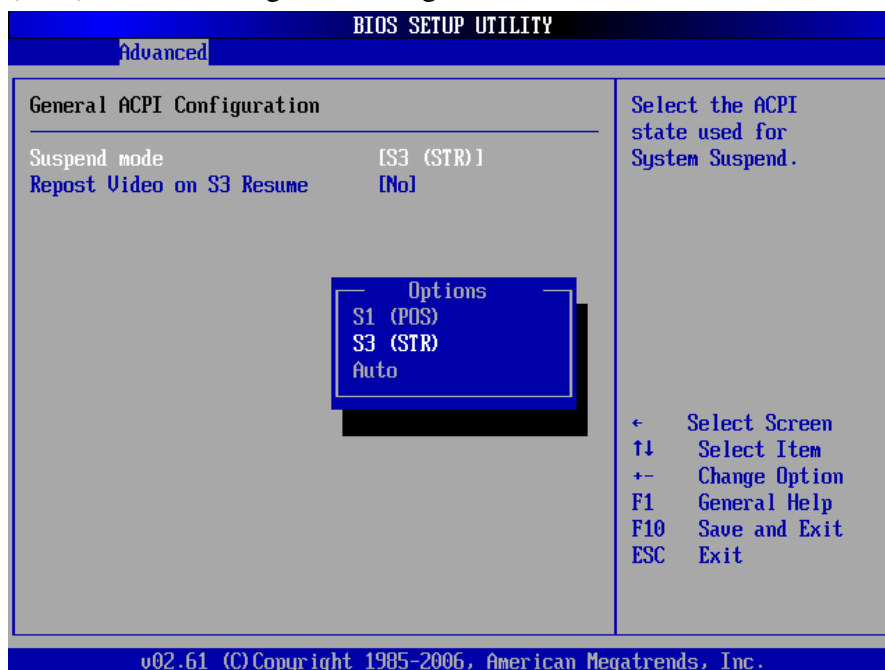 BIOS SETUP UTILITY
Advanced
General ACPI Configuration
Suspend mode [S3 (STR)]
Repost Video on S3 Resume [No]
Options
S1 (POS)
S3 (STR)
Auto
Select the ACPI
state used for
System Suspend.
← Select Screen
↑↓ Select Item
+- Change Option
F1 General Help
F10 Save and Exit
ESC Exit
v02.61 (C)Copyright 1985-2006, American Megatrends, Inc.